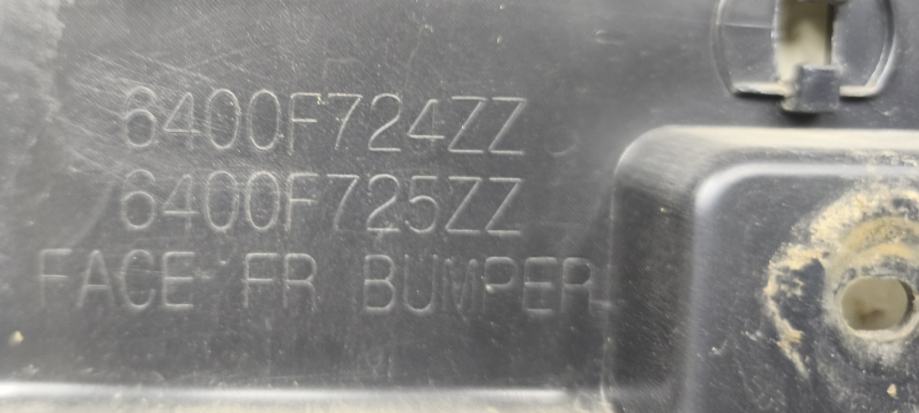 6400F724ZZ
6400F725ZZ
FACE FR BUMPER